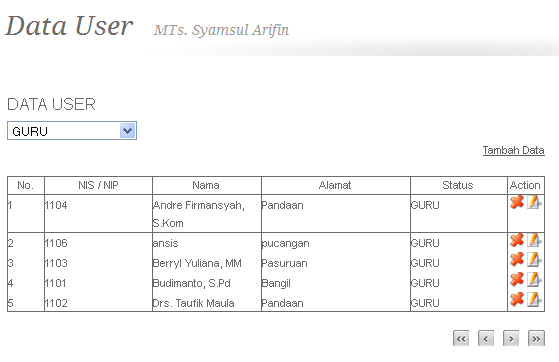 Data User MTs. Syamsul Arifin
DATA USER
GURU
Tambah Data
No. NIS / NIP Nama Alamat Status Action
1 1104 Andre Firmansyah, Pandaan GURU
S.Kom
2 1106 ansis pucangan GURU
3 1103 Berryl Yuliana, MM Pasuruan GURU
4 1101 Budimanto, S.Pd Bangil GURU
5 1102 Drs. Taufik Maula Pandaan GURU